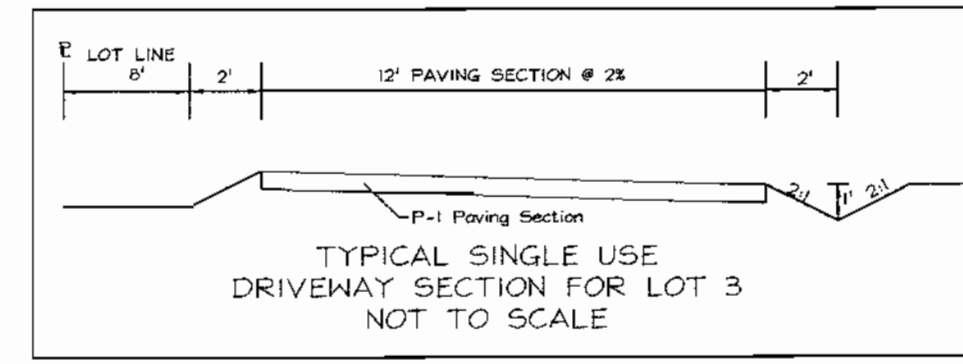 PL LOT LINE
8' 2' 12' PAVING SECTION @ 2% 2'
2:1 1' 2:1
P-1 Paving Section
TYPICAL SINGLE USE
DRIVEWAY SECTION FOR LOT 3
NOT TO SCALE